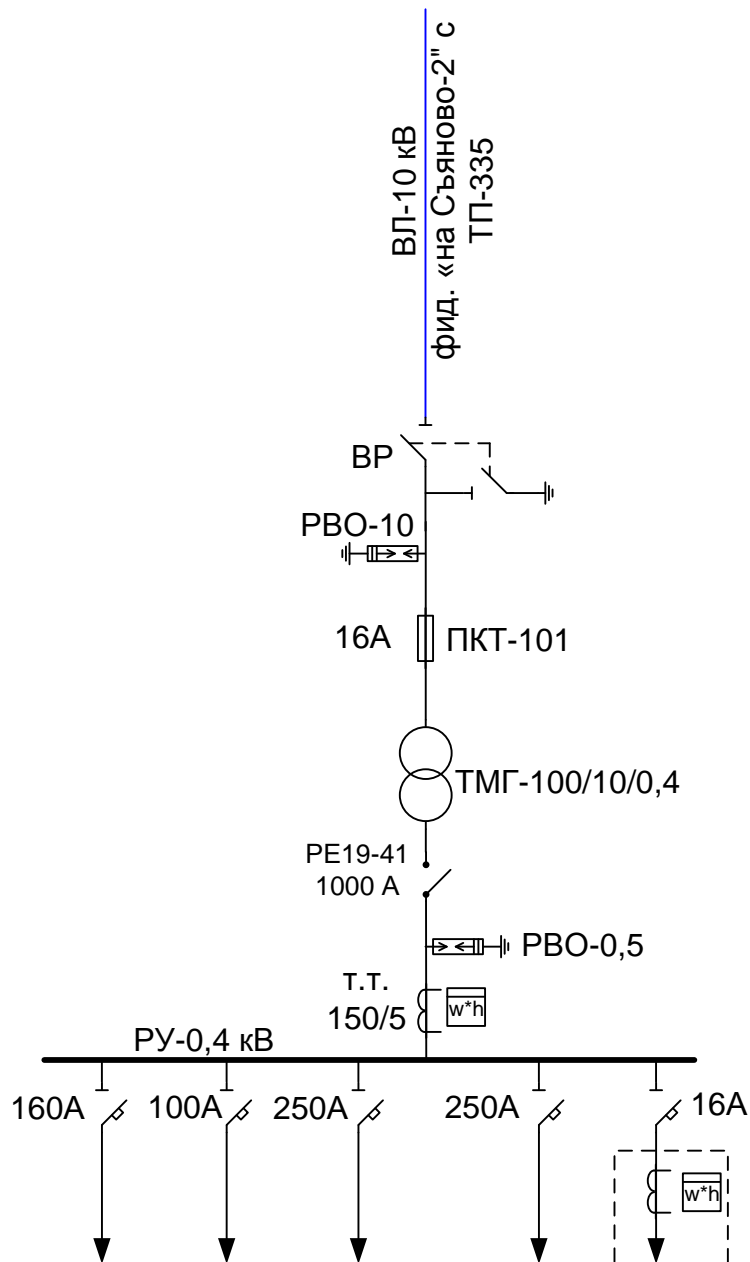 ВЛ-10 кВ
фид. «на Съяново-2" с
ТП-335
ВР
РВО-10
16А
ПКТ-101
ТМГ-100/10/0,4
РЕ19-41
1000 А
РВО-0,5
т.т.
150/5
w*h
РУ-0,4 кВ
160А
100А
250А
250А
16А
w*h